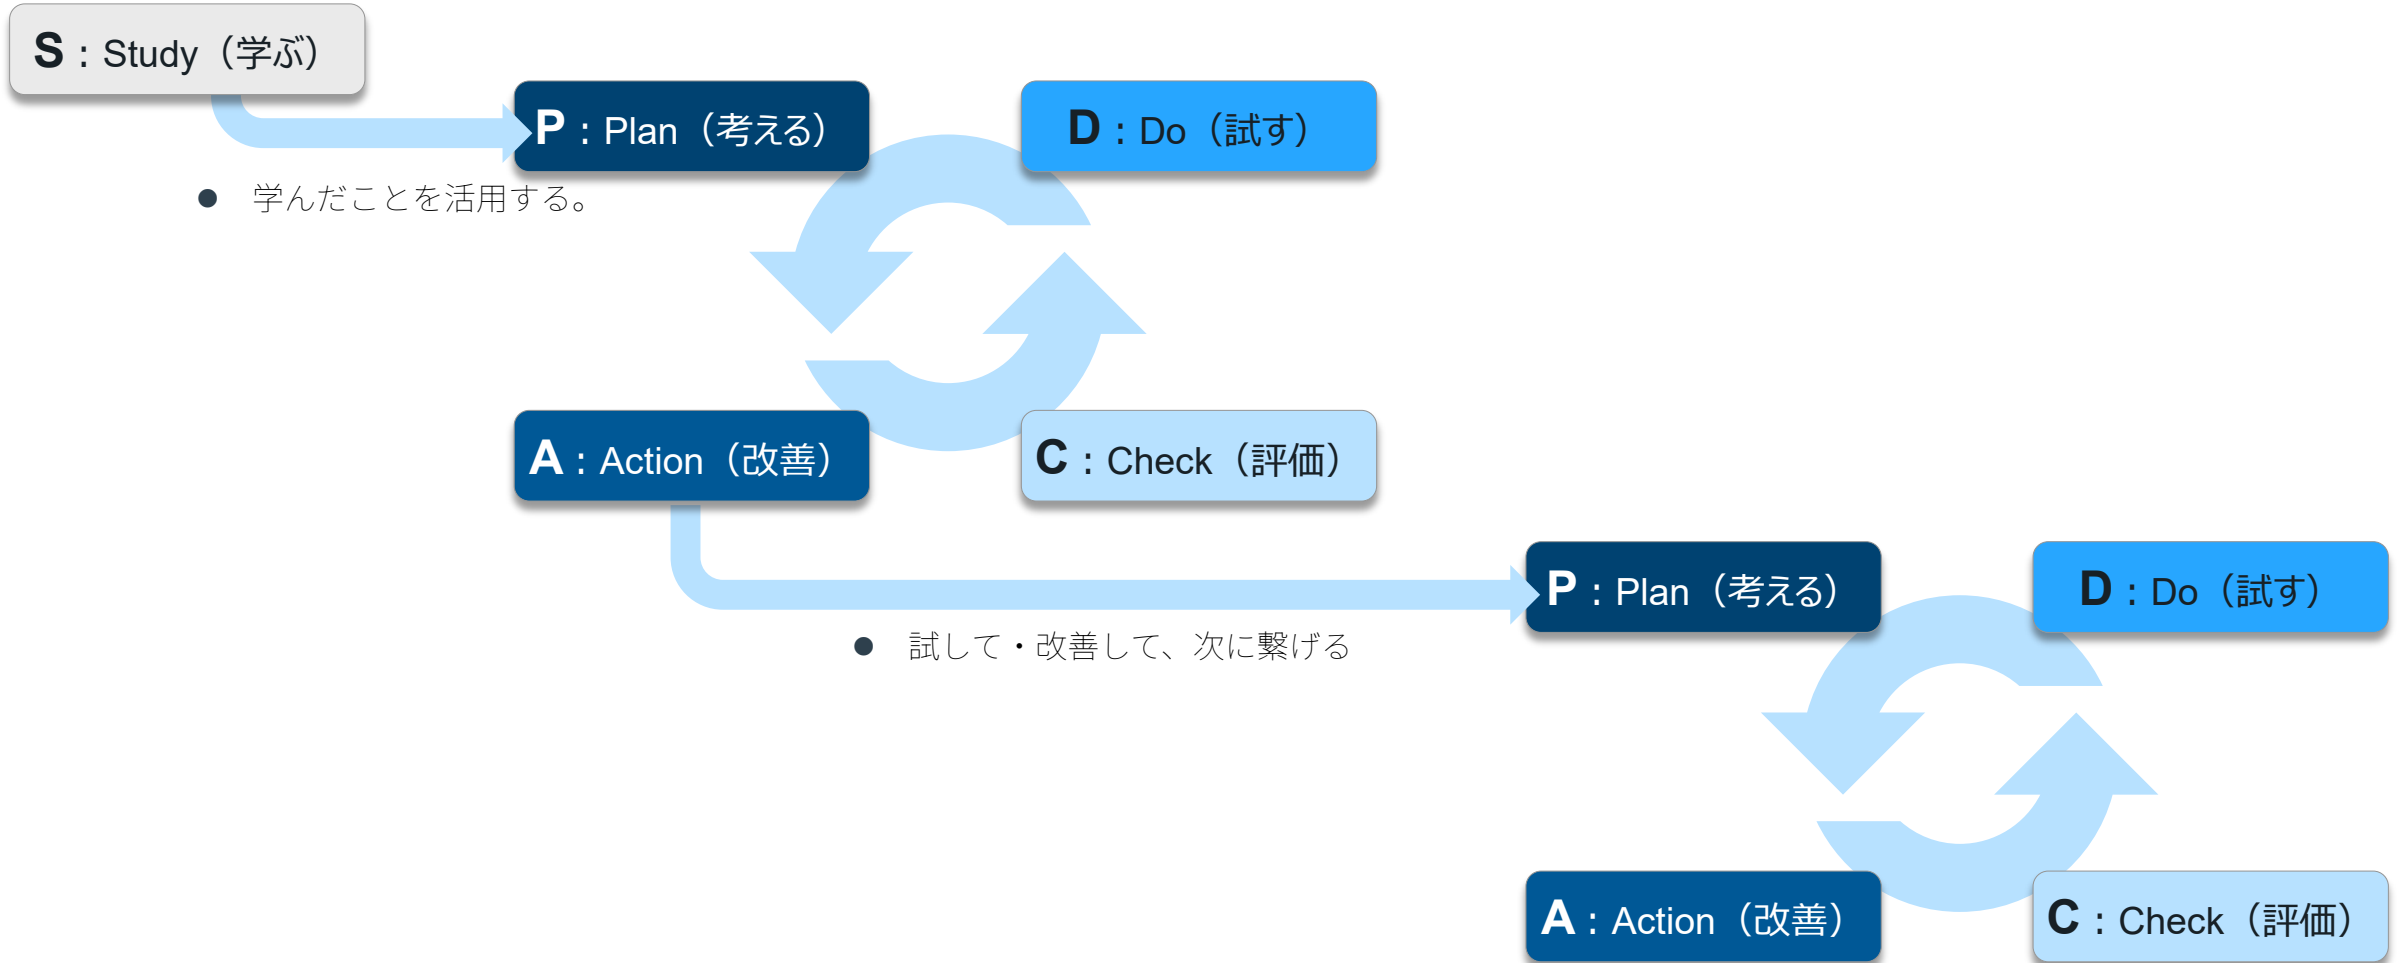 S：Study（学ぶ）
P：Plan（考える）
D：Do（試す）
● 学んだことを活用する。
A：Action（改善）
C：Check（評価）
P：Plan（考える）
D：Do（試す）
● 試して・改善して、次に繋げる
A：Action（改善）
C：Check（評価）